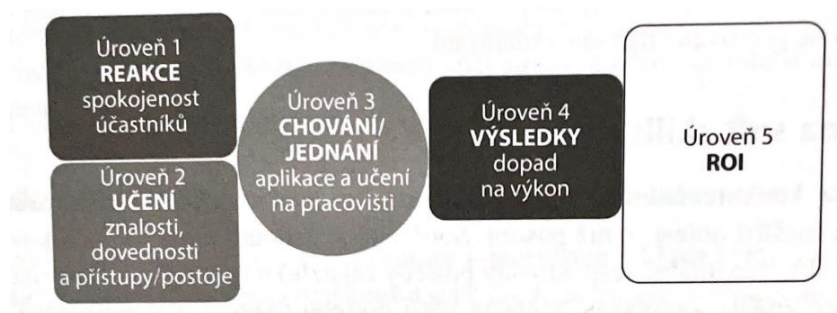 Úroveň 1
REAKCE
spokojenost
účastníků
Úroveň 2
UČENÍ
znalosti,
dovednosti
a přístupy/postoje
Úroveň 3
CHOVÁNÍ/
JEDNÁNÍ
aplikace a učení
na pracovišti
Úroveň 4
VÝSLEDKY
dopad
na výkon
Úroveň 5
ROI